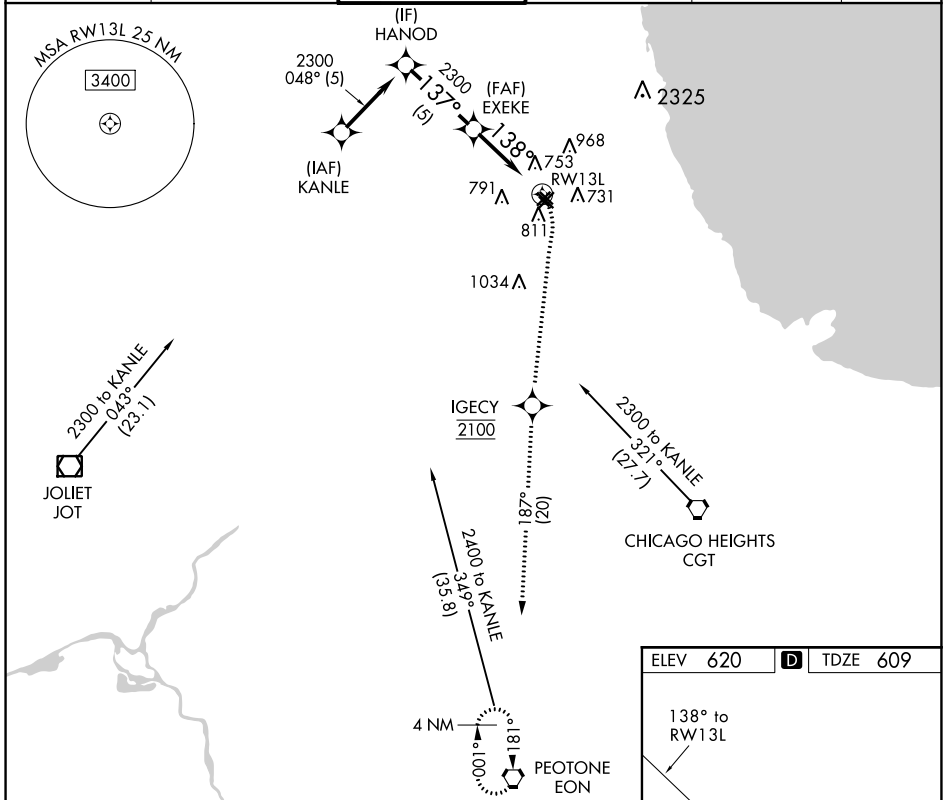 MSA RW13L 25 NM
3400
(IF)
HANOD
2300
048° (5)
2300
137°
(5)
(FAF)
EXEKE
138°
(IAF)
KANLE
2325
968
753
RW13L
791
731
811
1034
IGECY
2100
2300 to KANLE
043°
(23.1)
JOLIET
JOT
2300 to KANLE
321°
(27.7)
CHICAGO HEIGHTS
CGT
187°
(20)
2400 to KANLE
349°
(35.8)
4 NM
001°
181°
PEOTONE
EON
ELEV 620 D TDZE 609
138° to
RW13L